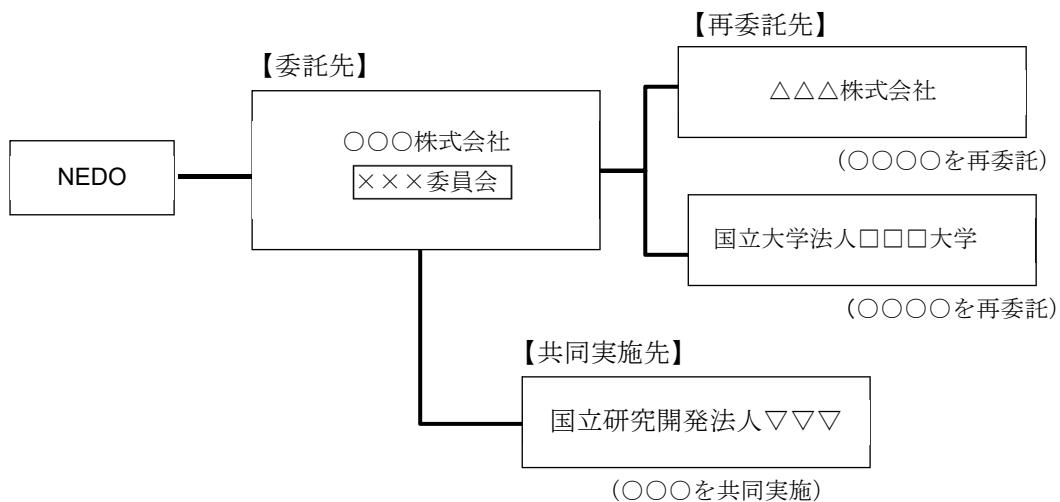 【再委託先】
【委託先】
△△△株式会社
○○○株式会社
×××委員会
NEDO
(○○○○を再委託)
国立大学法人□□□大学
(○○○○を再委託)
【共同実施先】
国立研究開発法人▽▽▽
(○○○を共同実施)